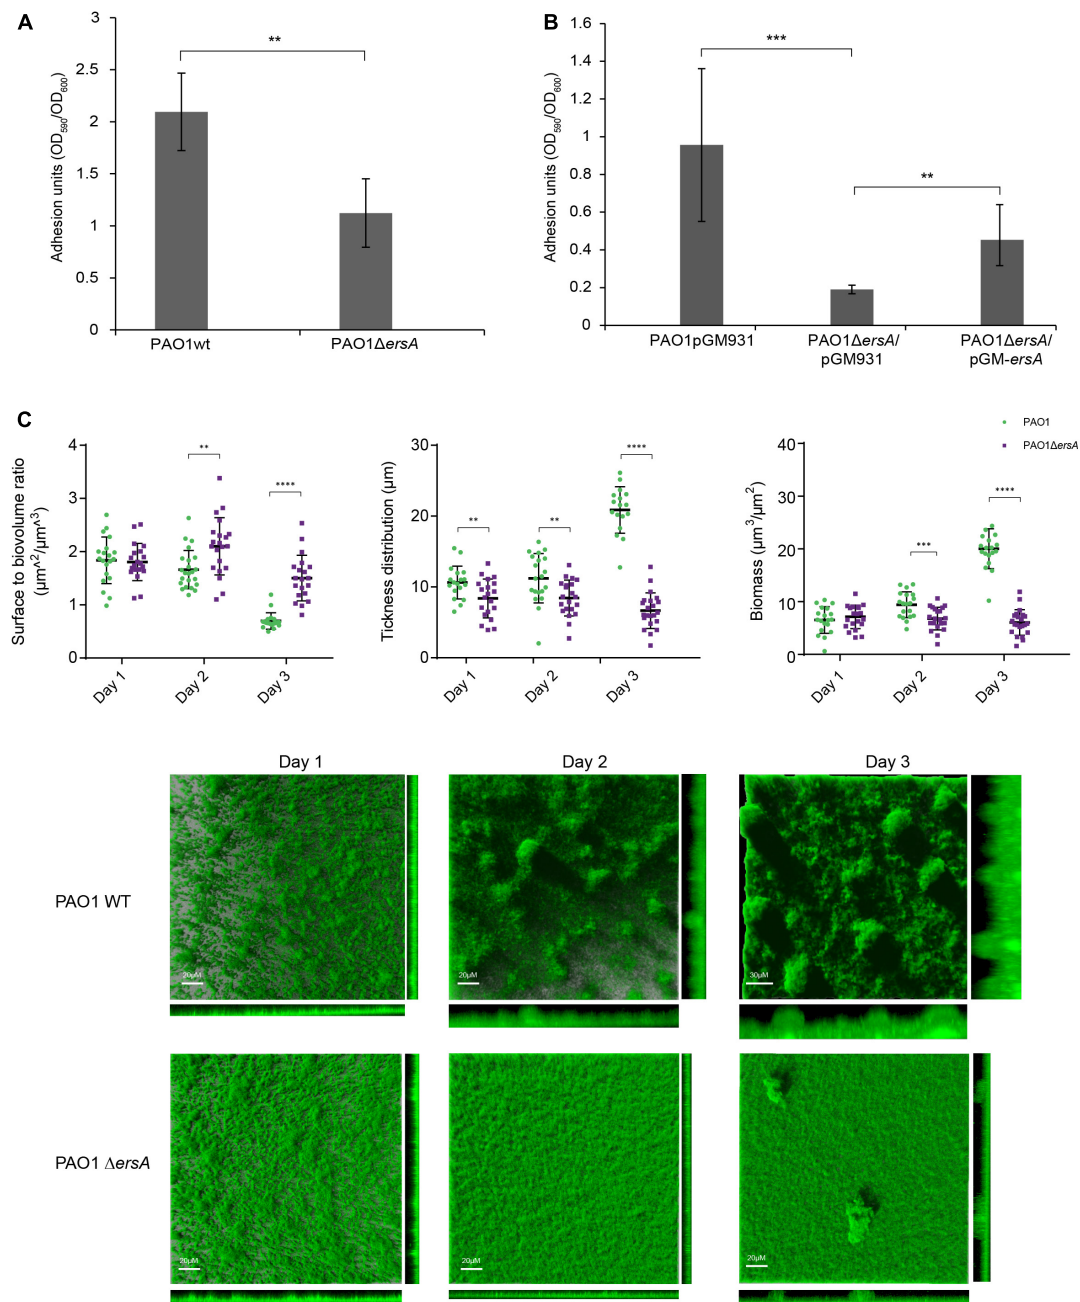 A
3
2.5
2
1.5
1
0.5
0
Adhesion units (OD590/OD600)
**
PAO1wt
PAO1ΔersA
B
1.6
1.4
1.2
1
0.8
0.6
0.4
0.2
0
Adhesion units (OD590/OD600)
***
**
PAO1pGM931
PAO1ΔersA/
pGM931
PAO1ΔersA/
pGM-ersA
C
Surface to biovolume ratio
(μm^2/μm^3)
4
3
2
1
0
**
****
Day 1
Day 2
Day 3
Tickness distribution (μm)
30
20
10
0
**
**
****
Day 1
Day 2
Day 3
Biomass (μm3/μm2)
40
30
20
10
0
***
****
Day 1
Day 2
Day 3
PAO1
PAO1ΔersA
Day 1
Day 2
Day 3
PAO1 WT
20μM
20μM
30μM
PAO1 ΔersA
20μM
20μM
20μM